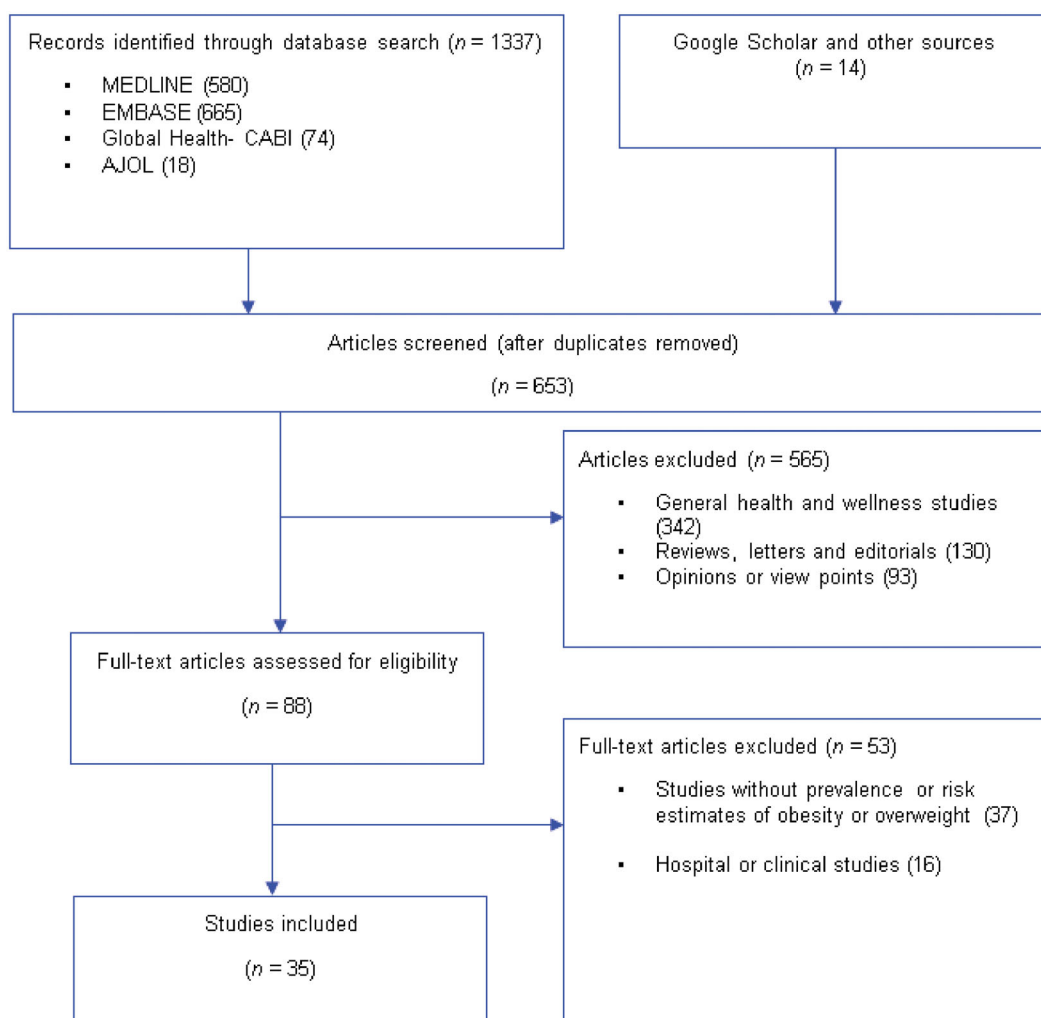 Records identified through database search (n = 1337)
▪ MEDLINE (580)
▪ EMBASE (665)
▪ Global Health- CABI (74)
▪ AJOL (18)
Google Scholar and other sources
(n = 14)
Articles screened (after duplicates removed)
(n = 653)
Articles excluded (n = 565)
▪ General health and wellness studies
(342)
▪ Reviews, letters and editorials (130)
▪ Opinions or view points (93)
Full-text articles assessed for eligibility
(n = 88)
Full-text articles excluded (n = 53)
▪ Studies without prevalence or risk
estimates of obesity or overweight (37)
▪ Hospital or clinical studies (16)
Studies included
(n = 35)